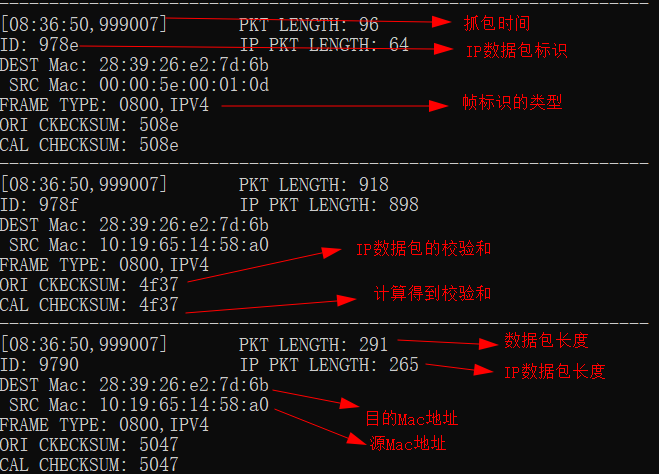 [08:36:50,999007] PKT LENGTH: 96 抓包时间
ID: 978e IP PKT LENGTH: 64 IP数据包标识
DEST Mac: 28:39:26:e2:7d:6b
SRC Mac: 00:00:5e:00:01:0d
FRAME TYPE: 0800,IPV4 帧标识的类型
ORI CKECKSUM: 508e
CAL CHECKSUM: 508e
[08:36:50,999007] PKT LENGTH: 918
ID: 978f IP PKT LENGTH: 898
DEST Mac: 28:39:26:e2:7d:6b
SRC Mac: 10:19:65:14:58:a0
IP数据包的校验和
FRAME TYPE: 0800,IPV4
ORI CKECKSUM: 4f37 计算得到校验和
CAL CHECKSUM: 4f37
[08:36:50,999007] PKT LENGTH: 291 数据包长度
ID: 9790 IP PKT LENGTH: 265 IP数据包长度
DEST Mac: 28:39:26:e2:7d:6b
SRC Mac: 10:19:65:14:58:a0 目的Mac地址
FRAME TYPE: 0800,IPV4 源Mac地址
ORI CKECKSUM: 5047
CAL CHECKSUM: 5047